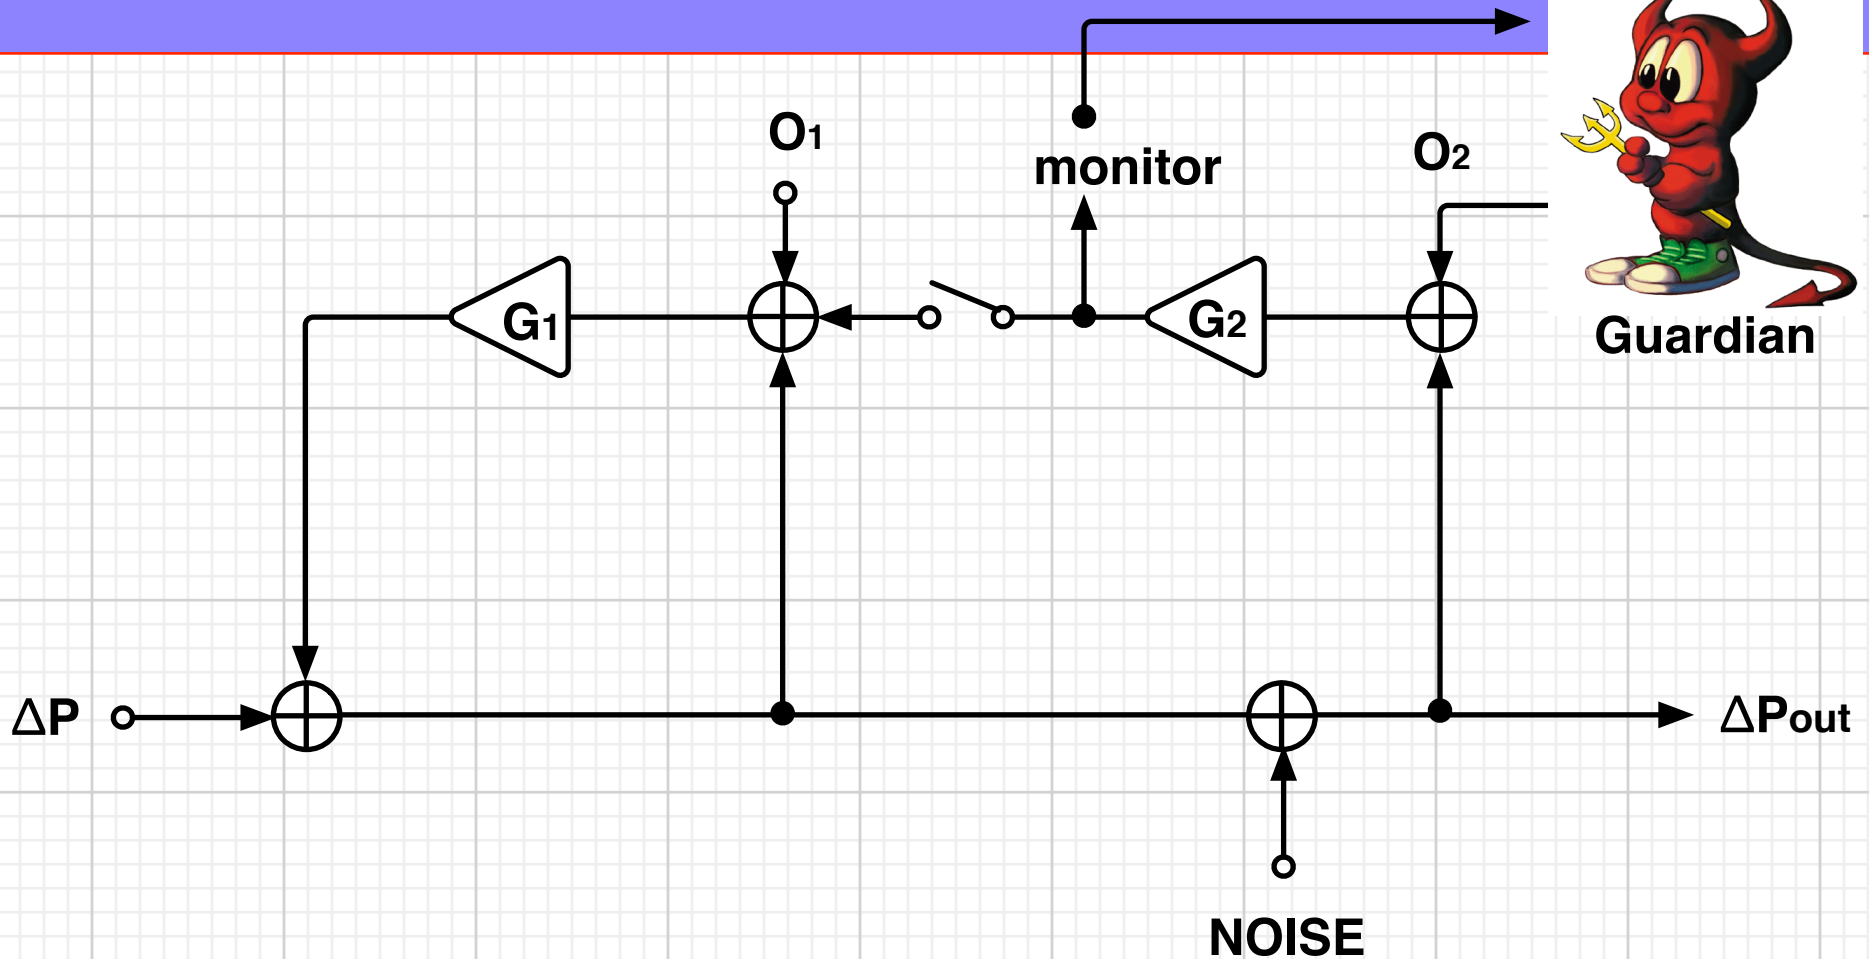 O1
monitor
O2
G1
G2
Guardian
ΔP
ΔPout
NOISE